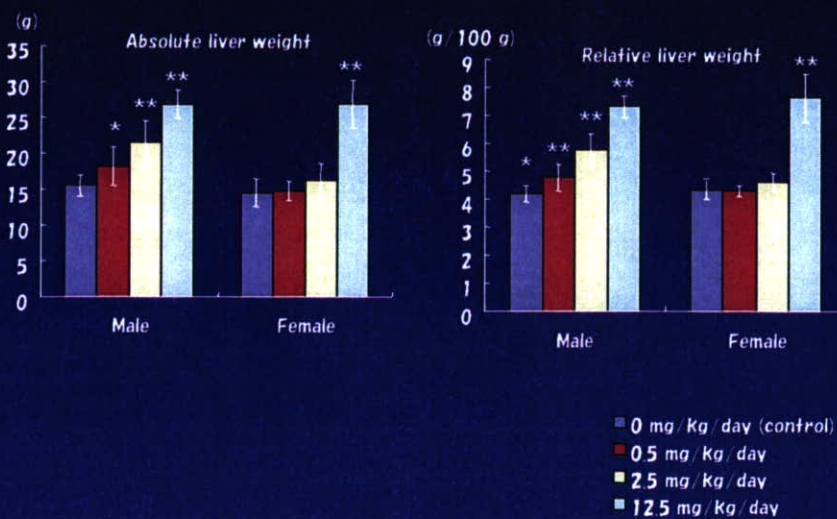 (g)
Absolute liver weight
35
30
25
20
15
10
5
0
*
**
**
**
Male
Female
(g/100 g)
Relative liver weight
9
8
7
6
5
4
3
2
1
0
*
**
**
**
**
Male
Female
0 mg/kg/day (control)
0.5 mg/kg/day
2.5 mg/kg/day
12.5 mg/kg/day